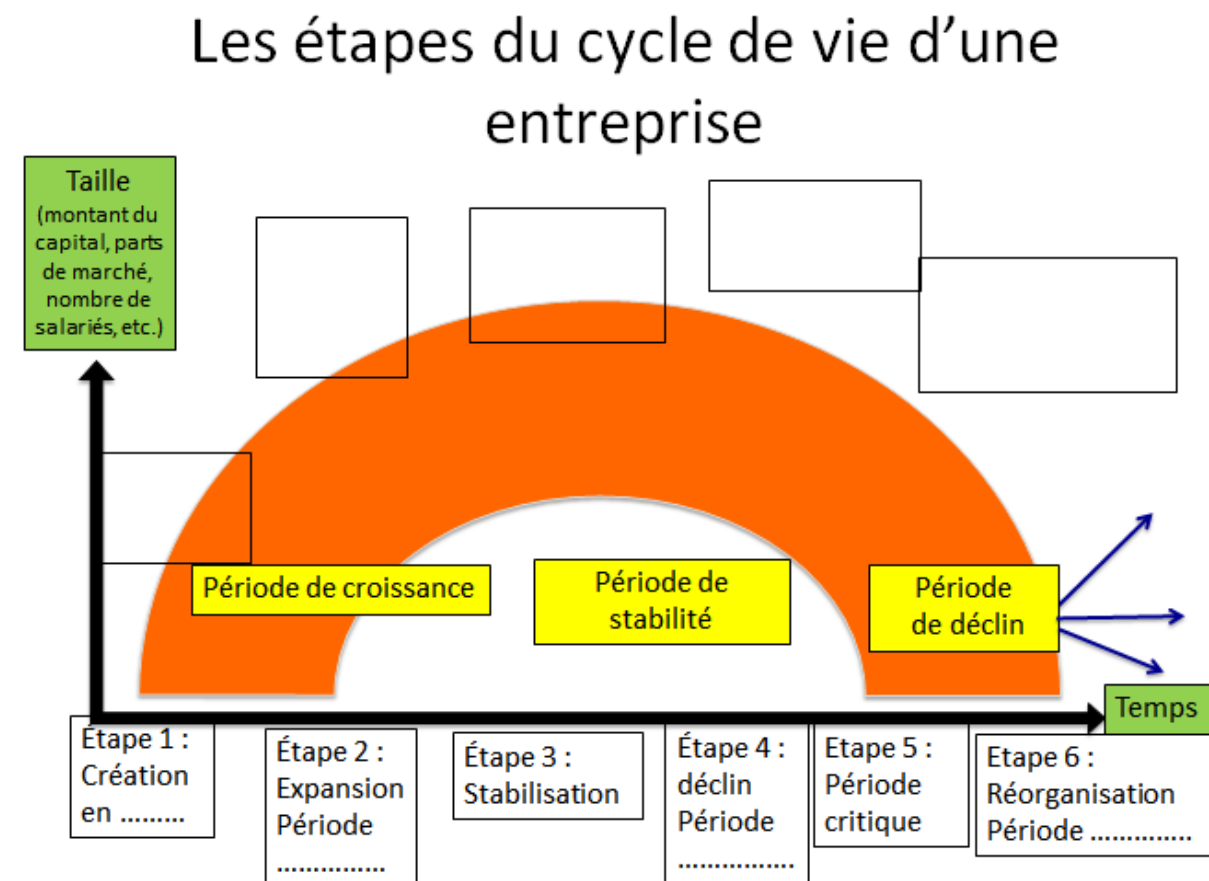 Les étapes du cycle de vie d’une
entreprise
Taille
(montant du
capital, parts
de marché,
nombre de
salariés, etc.)
Période de croissance
Période de
stabilité
Période
de déclin
Temps
Étape 1 :
Création
en .........
Étape 2 :
Expansion
Période
...............
Étape 3 :
Stabilisation
Étape 4 :
déclin
Période
................
Etape 5 :
Période
critique
Étape 6 :
Réorganisation
Période ..............